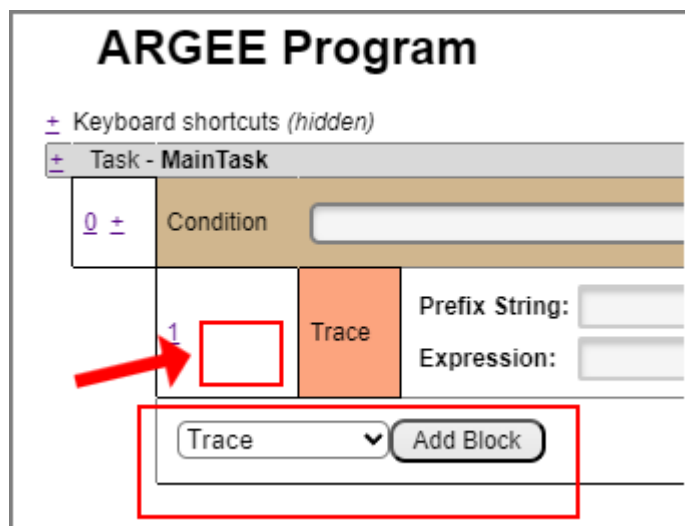 ARGEE Program
+ Keyboard shortcuts (hidden)
+ Task - MainTask
0 + Condition
1 Trace Prefix String:
Expression:
Trace Add Block